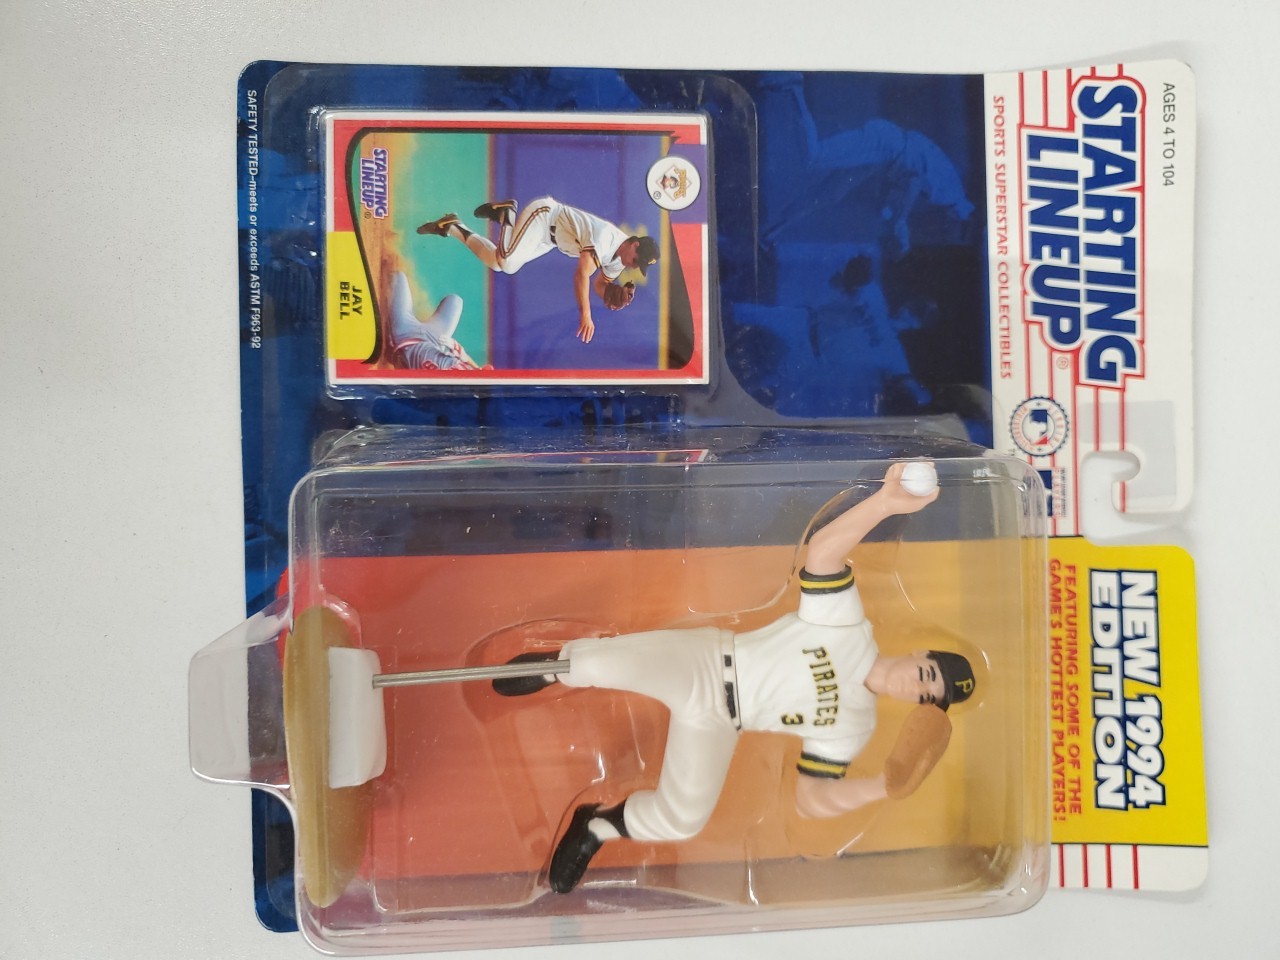 AGES 4 TO 104
STARTING
LINEUP®
SPORTS SUPERSTAR COLLECTIBLES
NEW 1994
EDITION
FEATURING SOME OF THE
GAME'S HOTTEST PLAYERS!
STARTING
LINEUP®
JAY
BELL
P
PIRATES
3
SAFETY TESTED-meets or exceeds ASTM F963-92